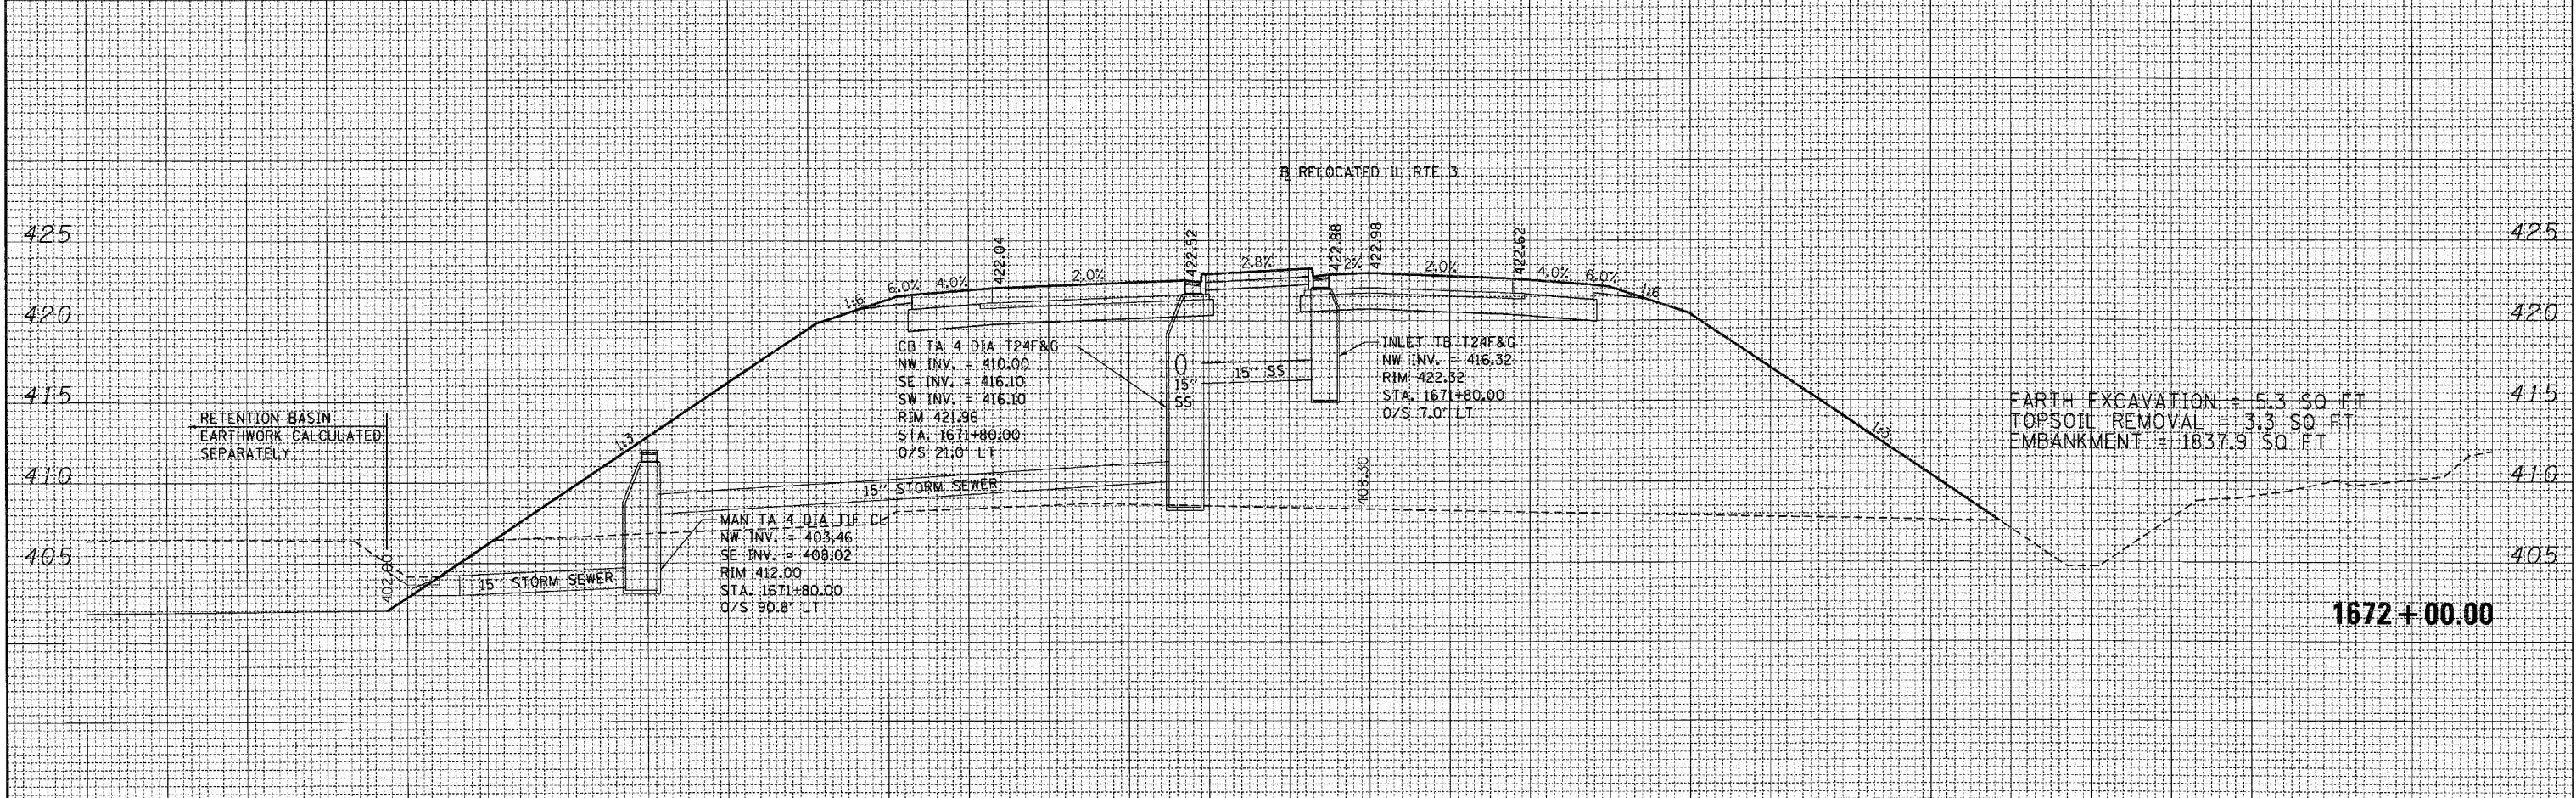 ℄ RELOCATED IL RTE 3
425
425
422.04
422.52
422.88
422.98
422.62
1:6
6.0%
4.0%
2.0%
2.8%
2%
2.0%
4.0%
6.0%
1:6
420
420
CB TA 4 DIA T24F&G
NW INV. = 410.00
SE INV. = 416.10
SW INV. = 416.10
RIM 421.96
STA. 1671+80.00
O/S 21.0' LT
15"
SS
15" SS
INLET TB T24F&G
NW INV. = 416.32
RIM 422.32
STA. 1671+80.00
O/S 7.0' LT
415
415
RETENTION BASIN
EARTHWORK CALCULATED
SEPARATELY
1:3
1:3
EARTH EXCAVATION = 5.3 SQ FT
TOPSOIL REMOVAL = 3.3 SQ FT
EMBANKMENT = 1837.9 SQ FT
410
410
15" STORM SEWER
408.30
MAN TA 4 DIA T1F CL
NW INV. = 403.46
SE INV. = 408.02
RIM 412.00
STA. 1671+80.00
O/S 90.8' LT
405
405
15" STORM SEWER
1672+00.00